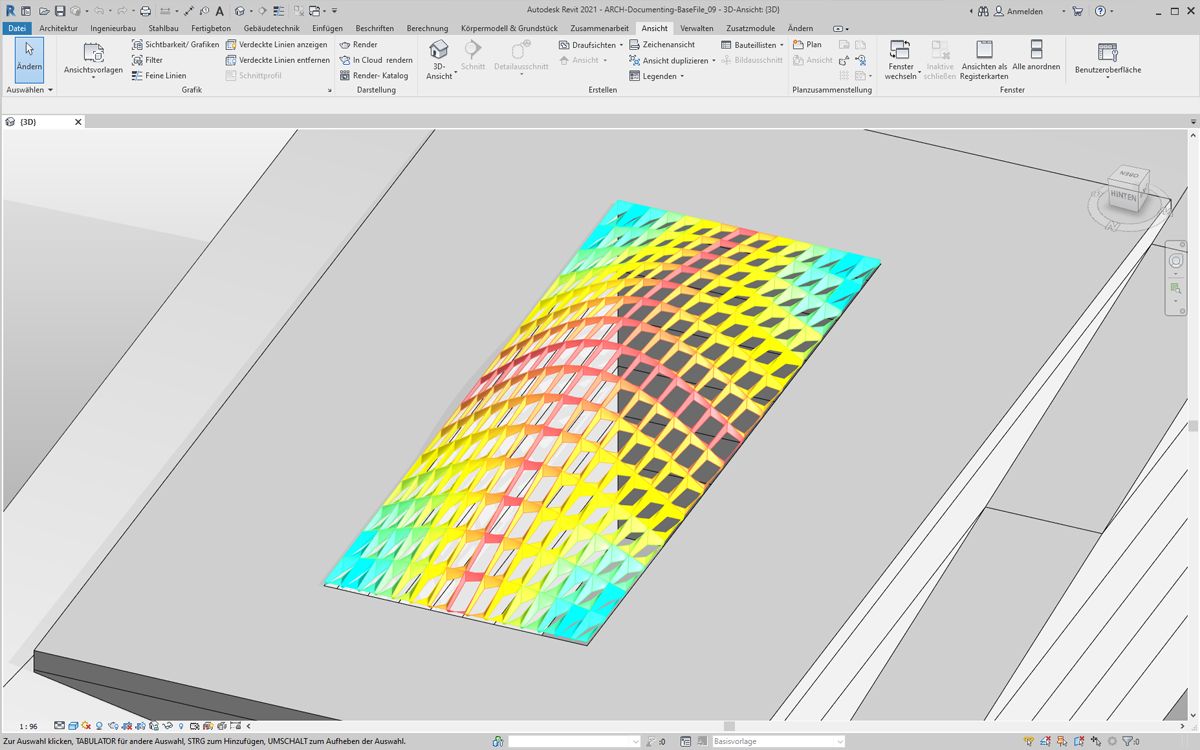 Autodesk Revit 2021 - ARCH-Documenting-BaseFile_09 - 3D-Ansicht: {3D}
Anmelden
Datei Architektur Ingenieurbau Stahlbau Fertigbeton Gebäudetechnik Einfügen Beschriften Berechnung Körpermodell & Grundstück Zusammenarbeit Ansicht Verwalten Zusatzmodule Ändern
Ändern
Auswählen
Ansichtsvorlagen
Sichtbarkeit/ Grafiken
Filter
Feine Linien
Verdeckte Linien anzeigen
Verdeckte Linien entfernen
Schnittprofil
Grafik
Render
In Cloud rendern
Render- Katalog
Darstellung
3D-
Ansicht
Schnitt
Detailausschnitt
Draufsichten
Ansicht
Zeichenansicht
Ansicht duplizieren
Legenden
Bauteillisten
Bildausschnitt
Erstellen
Plan
Ansicht
Planzusammenstellung
Fenster
wechseln
Inaktive
schließen
Ansichten als
Registerkarten
Alle anordnen
Fenster
Benutzeroberfläche
{3D}
OBEN
HINTEN
1 : 96
Zur Auswahl klicken, TABULATOR für andere Auswahl, STRG zum Hinzufügen, UMSCHALT zum Aufheben der Auswahl.
:0
Basisvorlage
:0